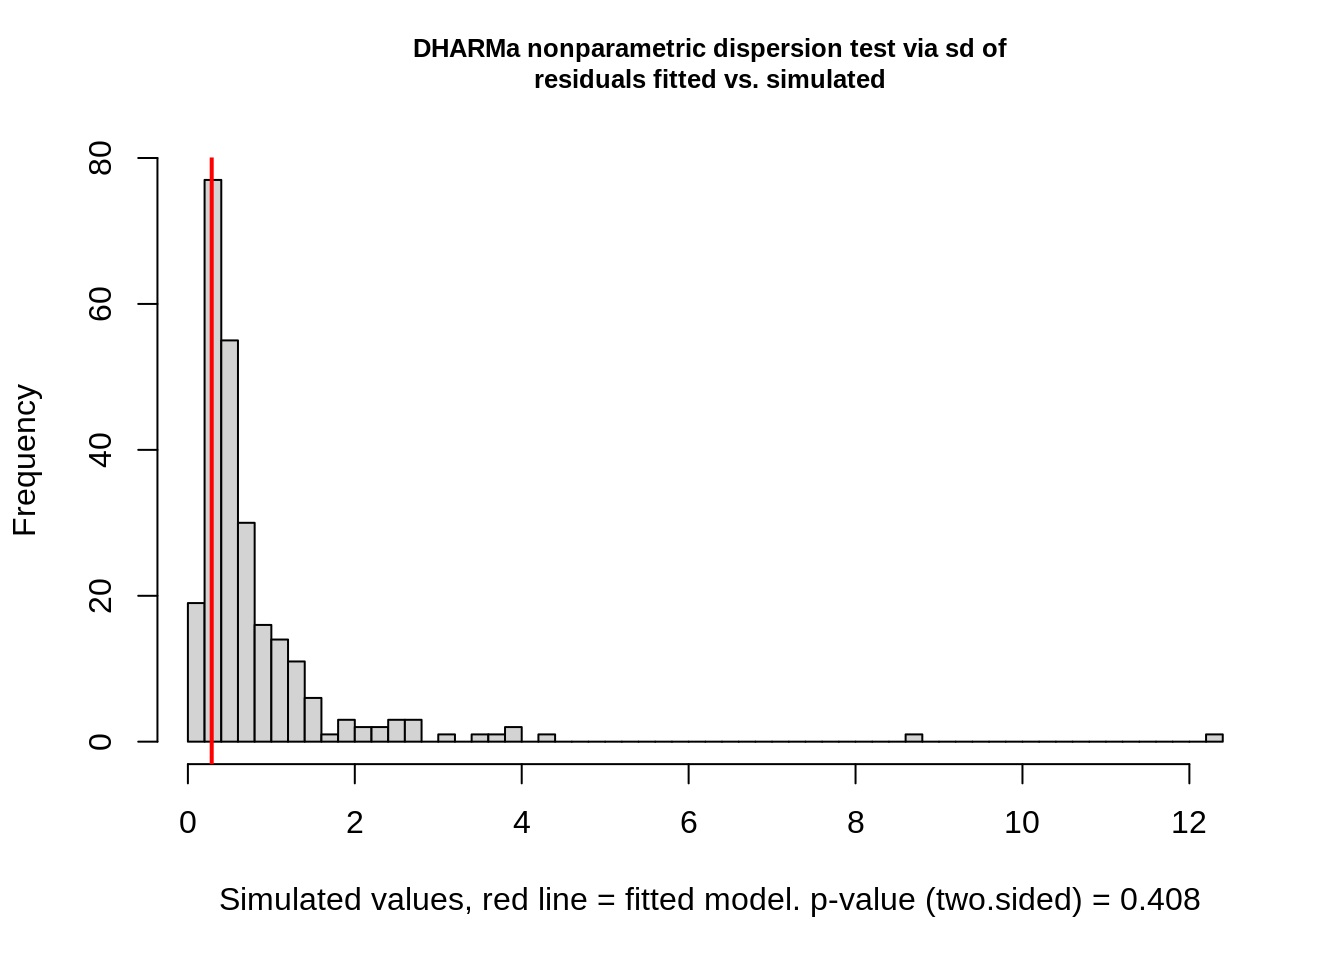 DHARMa nonparametric dispersion test via sd of
residuals fitted vs. simulated
80
60
40
20
0
Frequency
0 2 4 6 8 10 12
Simulated values, red line = fitted model. p-value (two.sided) = 0.408